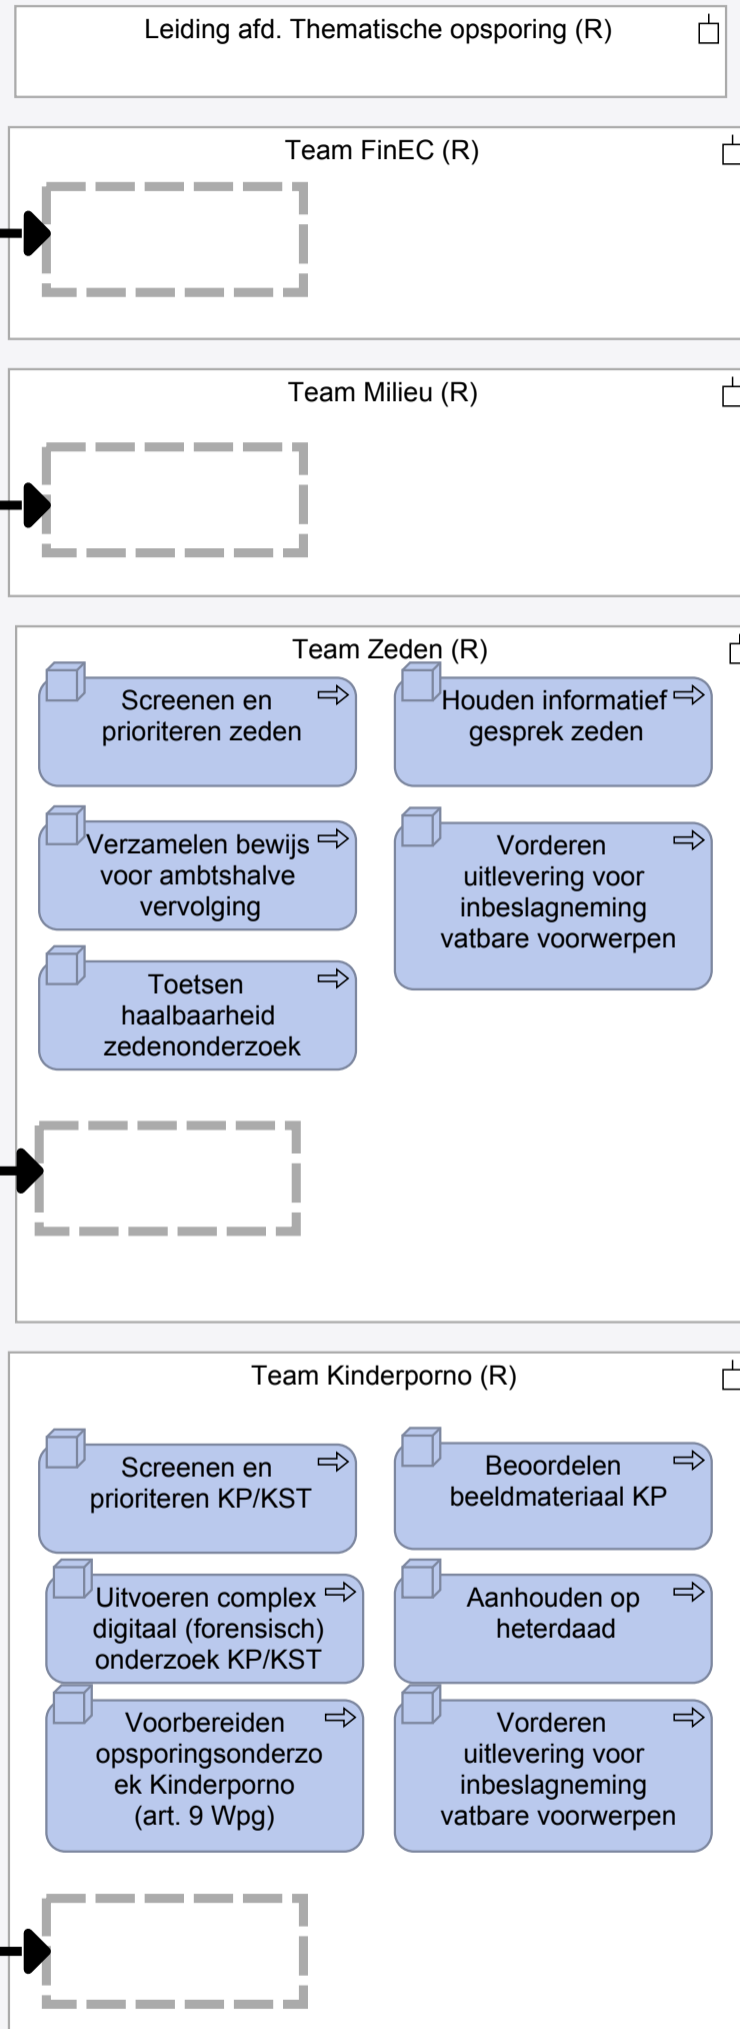 Leiding afd. Thematische opsporing (R)
Team FinEC (R)
Team Milieu (R)
Team Zeden (R)
Screenen en
prioriteren zeden
Houden informatief
gesprek zeden
Verzamelen bewijs
voor ambtshalve
vervolging
Vorderen
uitlevering voor
inbeslagneming
vatbare voorwerpen
Toetsen
haalbaarheid
zedenonderzoek
Team Kinderporno (R)
Screenen en
prioriteren KP/KST
Beoordelen
beeldmateriaal KP
Uitvoeren complex
digitaal (forensisch)
onderzoek KP/KST
Aanhouden op
heterdaad
Voorbereiden
opsporingsonderzo
ek Kinderporno
(art. 9 Wpg)
Vorderen
uitlevering voor
inbeslagneming
vatbare voorwerpen